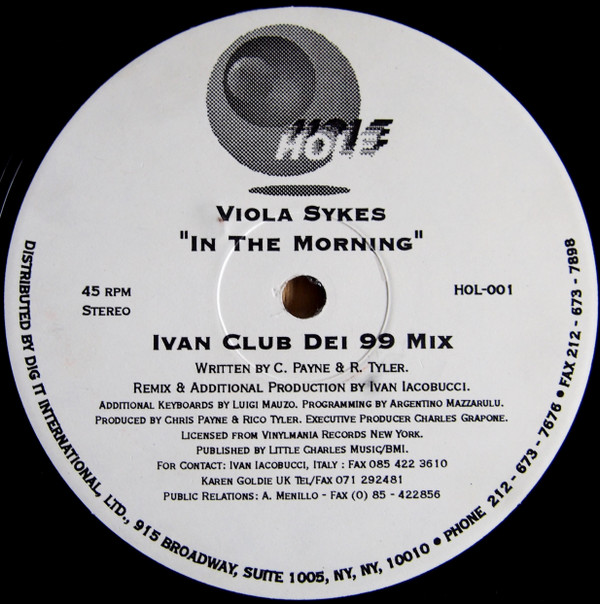 HOLE
VIOLA SYKES
"IN THE MORNING"
45 RPM
STEREO
HOL-001
IVAN CLUB DEI 99 MIX
WRITTEN BY C. PAYNE & R. TYLER.
REMIX & ADDITIONAL PRODUCTION BY IVAN IACOBUCCI.
ADDITIONAL KEYBOARDS BY LUIGI MAUZO. PROGRAMMING BY ARGENTINO MAZZARULU.
PRODUCED BY CHRIS PAYNE & RICO TYLER. EXECUTIVE PRODUCER CHARLES GRAPONE.
LICENSED FROM VINYLMANIA RECORDS NEW YORK.
PUBLISHED BY LITTLE CHARLES MUSIC/BMI.
FOR CONTACT: IVAN IACOBUCCI, ITALY : FAX 085 422 3610
KAREN GOLDIE UK TEL/FAX 071 292481
PUBLIC RELATIONS: A. MENILLO - FAX (0) 85 - 422856
DISTRIBUTED BY DIG IT INTERNATIONAL, LTD., 915 BROADWAY, SUITE 1005, NY, NY, 10010 • PHONE 212 - 673 - 7676 • FAX 212 - 673 - 7898